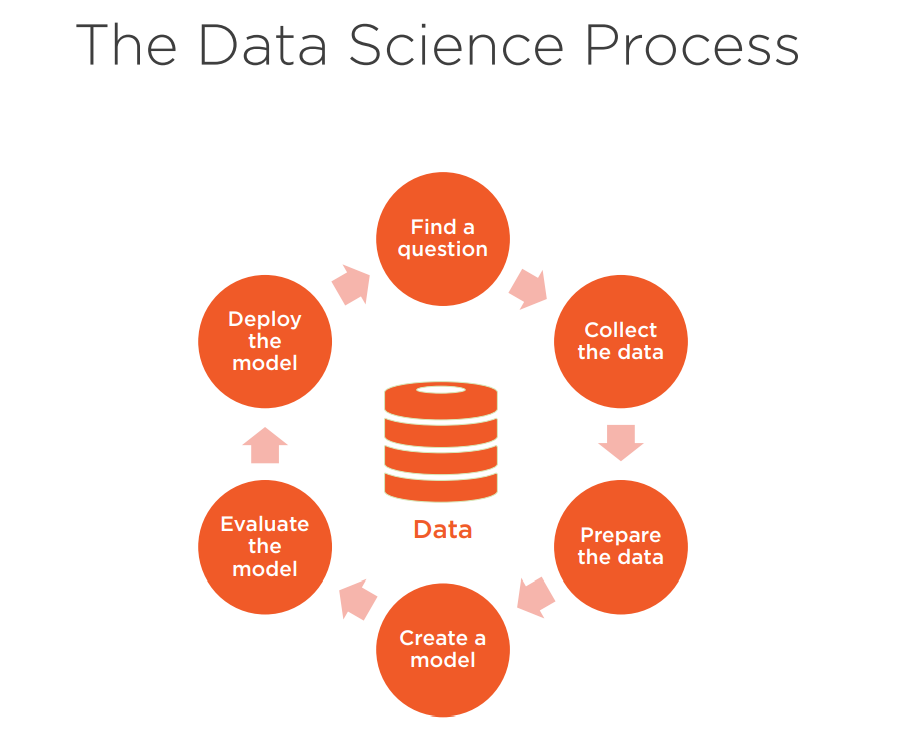 The Data Science Process
Find a
question
Collect
the data
Prepare
the data
Create a
model
Evaluate
the
model
Deploy
the
model
Data